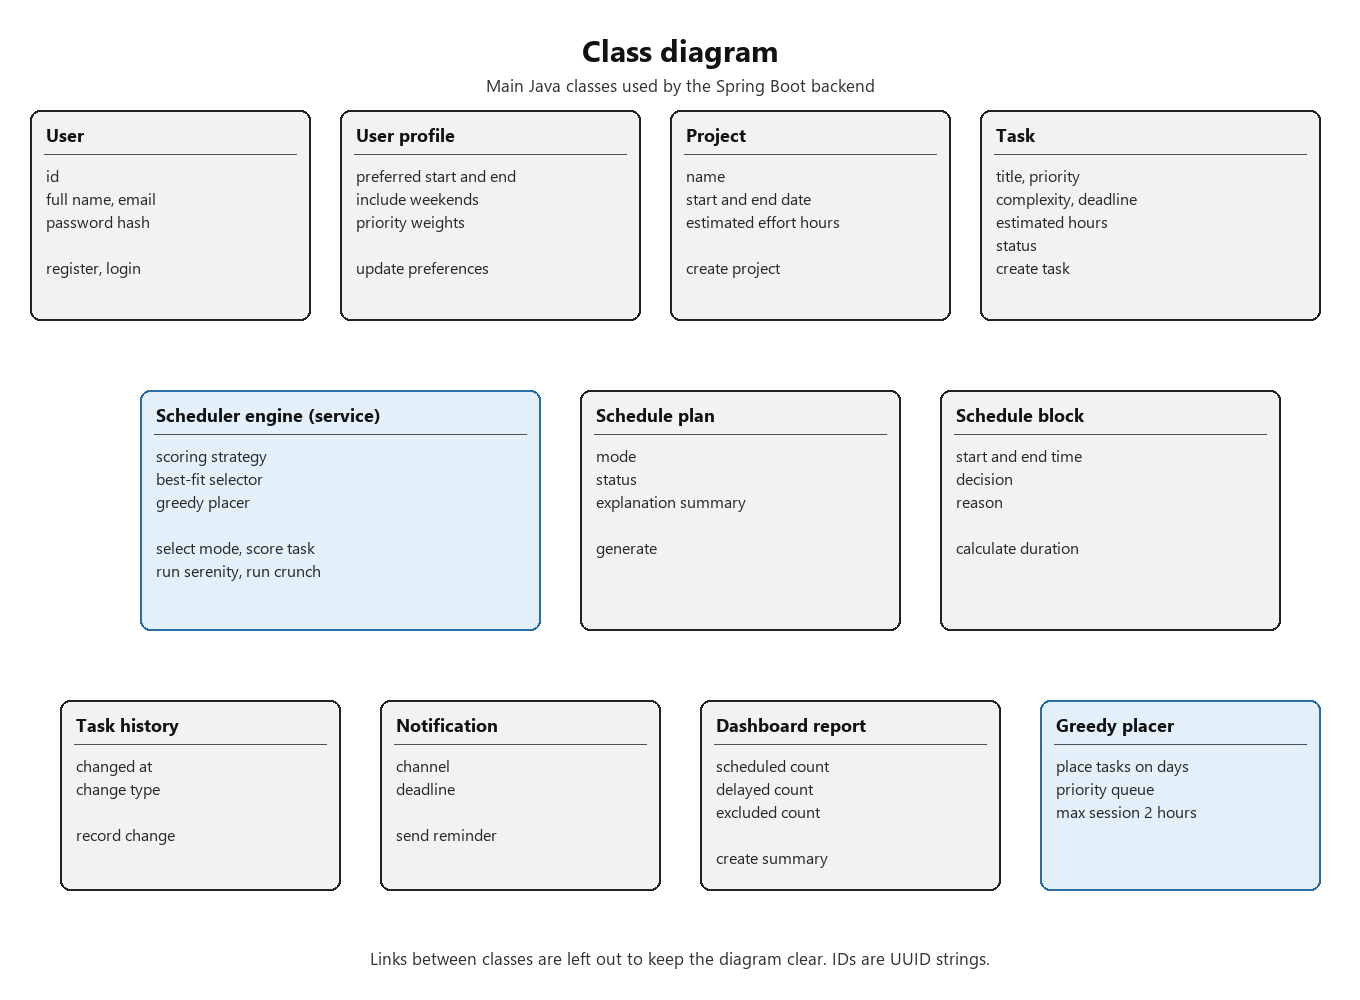 Class diagram
Main Java classes used by the Spring Boot backend
User
id
full name, email
password hash
register, login
User profile
preferred start and end
include weekends
priority weights
update preferences
Project
name
start and end date
estimated effort hours
create project
Task
title, priority
complexity, deadline
estimated hours
status
create task
Scheduler engine (service)
scoring strategy
best-fit selector
greedy placer
select mode, score task
run serenity, run crunch
Schedule plan
mode
status
explanation summary
generate
Schedule block
start and end time
decision
reason
calculate duration
Task history
changed at
change type
record change
Notification
channel
deadline
send reminder
Dashboard report
scheduled count
delayed count
excluded count
create summary
Greedy placer
place tasks on days
priority queue
max session 2 hours
Links between classes are left out to keep the diagram clear. IDs are UUID strings.